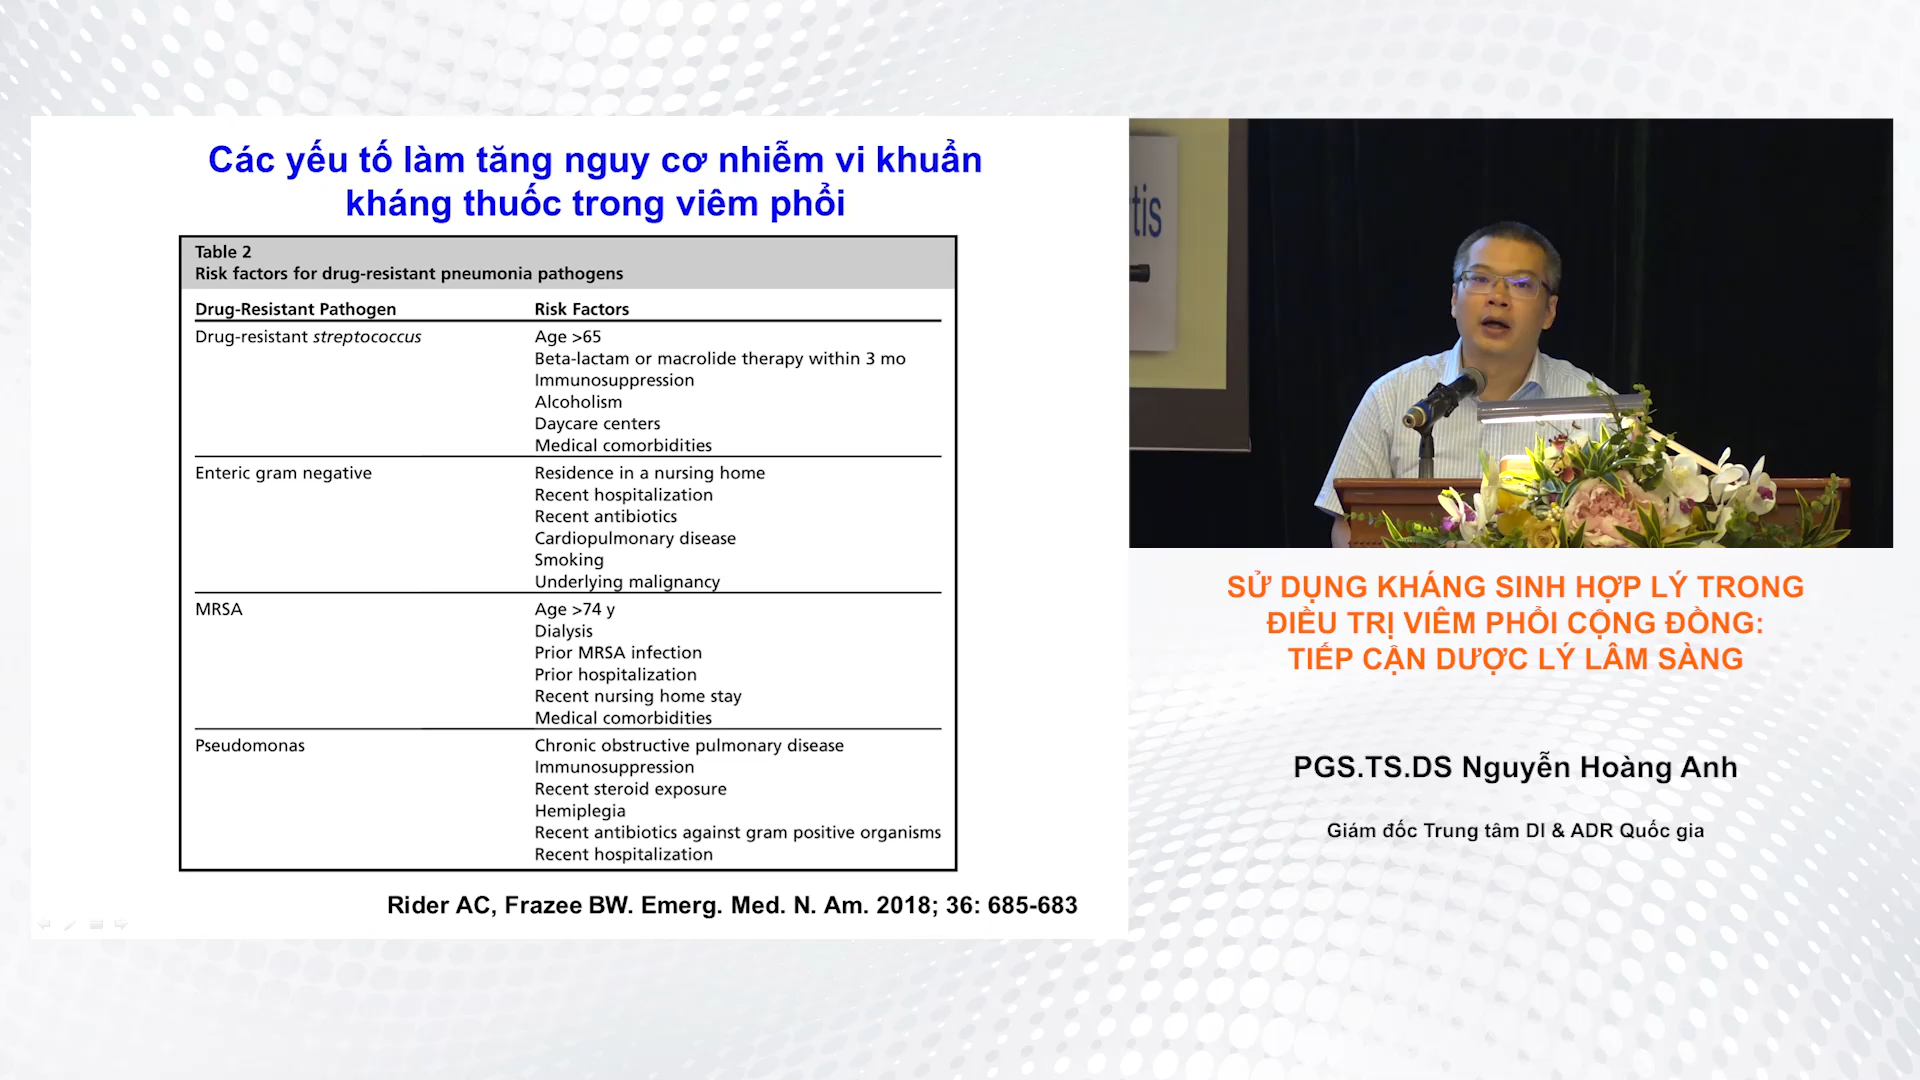 Các yếu tố làm tăng nguy cơ nhiễm vi khuẩn
kháng thuốc trong viêm phổi
Table 2
Risk factors for drug-resistant pneumonia pathogens
Drug-Resistant Pathogen Risk Factors
Drug-resistant streptococcus Age >65
Beta-lactam or macrolide therapy within 3 mo
Immunosuppression
Alcoholism
Daycare centers
Medical comorbidities
Enteric gram negative Residence in a nursing home
Recent hospitalization
Recent antibiotics
Cardiopulmonary disease
Smoking
Underlying malignancy
MRSA Age >74 y
Dialysis
Prior MRSA infection
Prior hospitalization
Recent nursing home stay
Medical comorbidities
Pseudomonas Chronic obstructive pulmonary disease
Immunosuppression
Recent steroid exposure
Hemiplegia
Recent antibiotics against gram positive organisms
Recent hospitalization
Rider AC, Frazee BW. Emerg. Med. N. Am. 2018; 36: 685-683
tis
SỬ DỤNG KHÁNG SINH HỢP LÝ TRONG
ĐIỀU TRỊ VIÊM PHỔI CỘNG ĐỒNG:
TIẾP CẬN DƯỢC LÝ LÂM SÀNG
PGS.TS.DS Nguyễn Hoàng Anh
Giám đốc Trung tâm DI & ADR Quốc gia